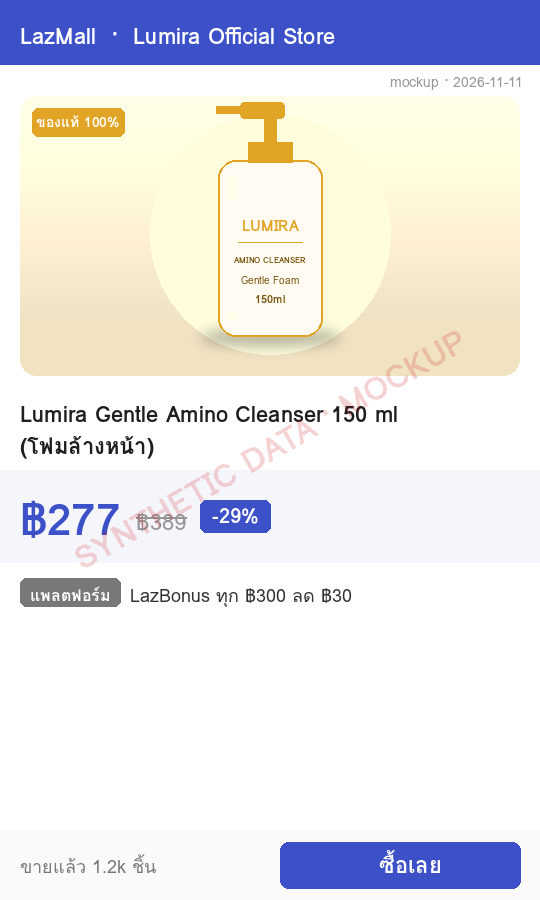 LazMall · Lumira Official Store
mockup · 2026-11-11
ของแท้ 100%
LUMIRA
AMINO CLEANSER
Gentle Foam
150ml
SYNTHETIC DATA · MOCKUP
Lumira Gentle Amino Cleanser 150 ml
(โฟมล้างหน้า)
฿277 ฿389 -29%
แพลตฟอร์ม LazBonus ทุก ฿300 ลด ฿30
ขายแล้ว 1.2k ชิ้น ซื้อเลย